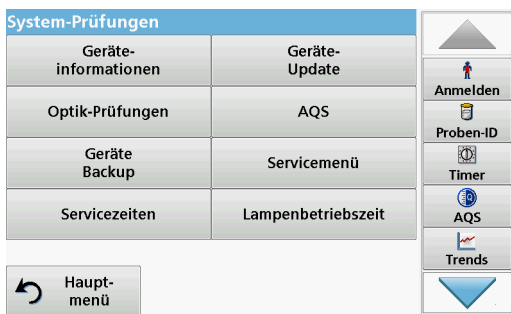 System-Prüfungen
Geräte-
informationen
Geräte-
Update
Optik-Prüfungen
AQS
Geräte
Backup
Servicemenü
Servicezeiten
Lampenbetriebszeit
Haupt-
menü
Anmelden
Proben-ID
Timer
AQS
Trends